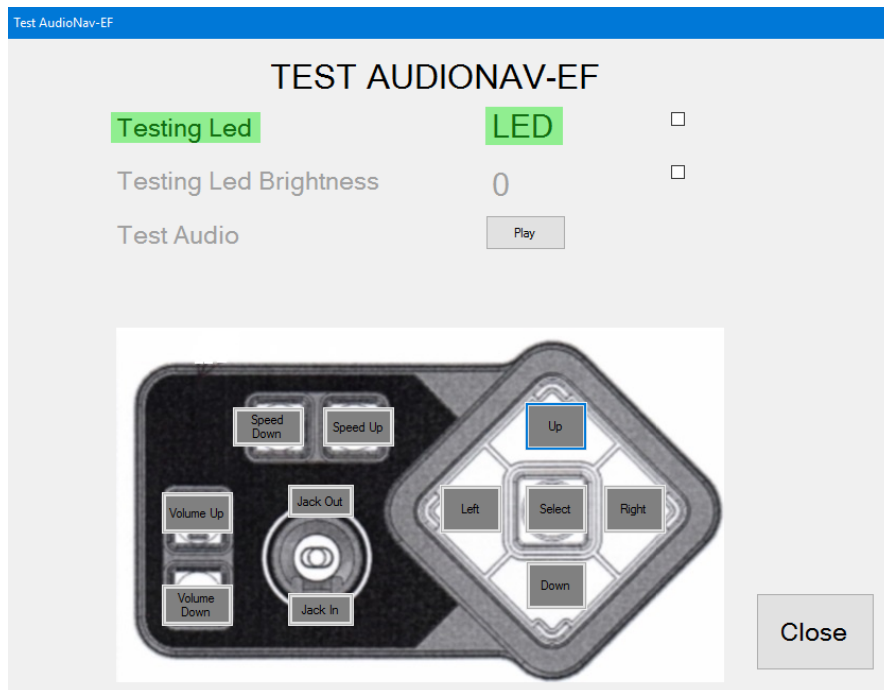 Test AudioNav-EF
TEST AUDIONAV-EF
Testing Led
LED
Testing Led Brightness
0
Test Audio
Play
Speed
Down
Speed Up
Up
Volume Up
Jack Out
Left
Select
Right
Volume
Down
Jack In
Down
Close